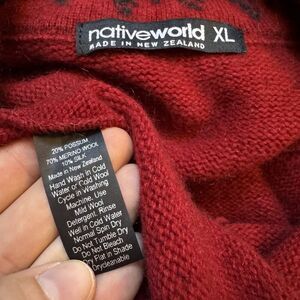 nativeworld XL
MADE IN NEW ZEALAND
20% POSSUM
70% MERINO WOOL
10% SILK
Made in New Zealand
Hand Wash in Cold
Water or Cold Wool
Cycle in Washing
Machine. Use
Mild Wool
Detergent. Rinse
Well in Cold Water
Normal Spin Dry
Do Not Tumble Dry
Do Not Bleach
Dry Flat in Shade
Drycleanable